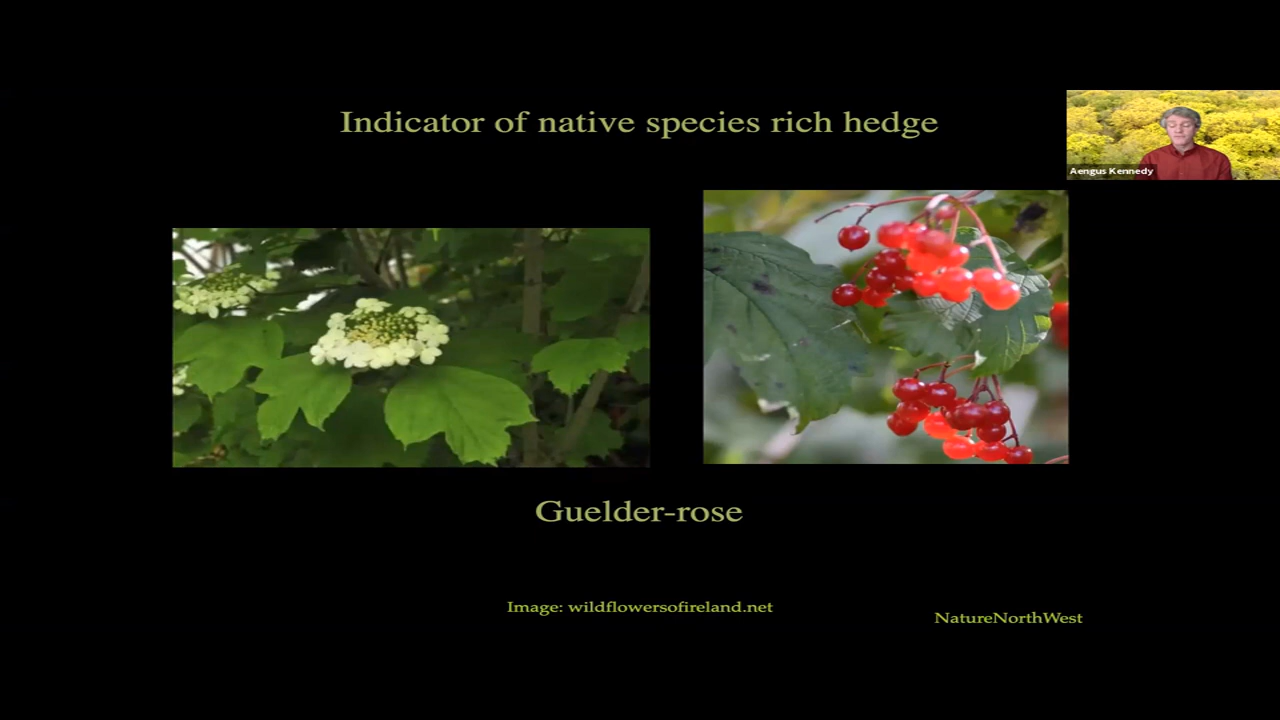 Indicator of native species rich hedge
Aengus Kennedy
Guelder-rose
Image: wildflowersofireland.net
NatureNorthWest